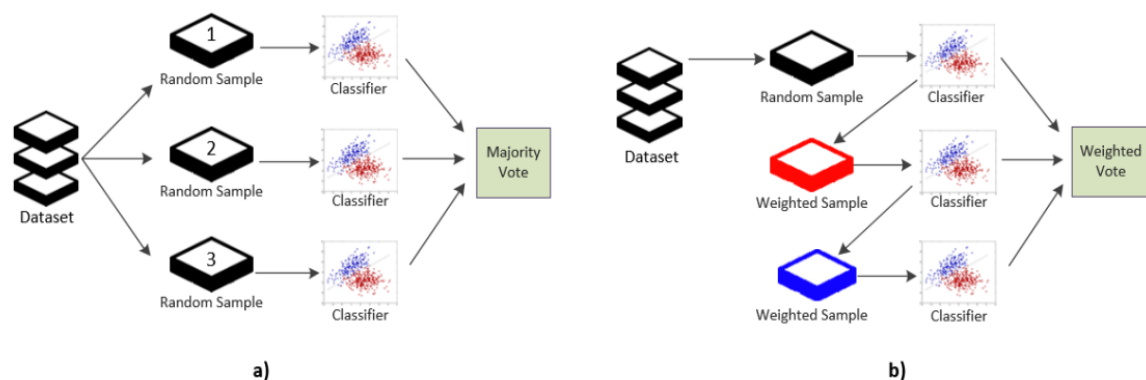 1
Random Sample
Classifier
2
Random Sample
Classifier
3
Random Sample
Classifier
Dataset
Majority
Vote
a)
Random Sample
Classifier
Dataset
Weighted Sample
Classifier
Weighted Sample
Classifier
Weighted
Vote
b)